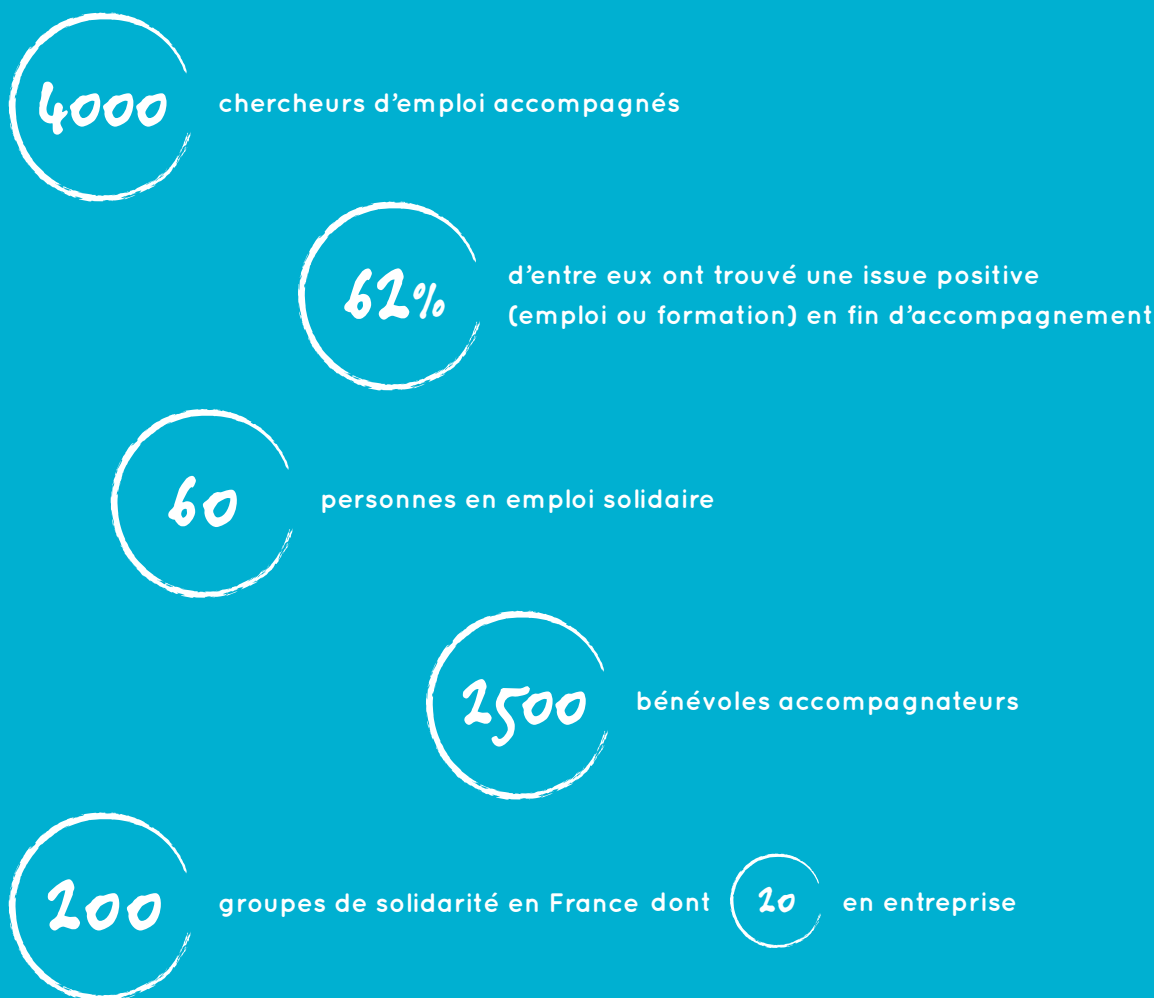 4000 chercheurs d'emploi accompagnés
62% d'entre eux ont trouvé une issue positive
(emploi ou formation) en fin d'accompagnement
60 personnes en emploi solidaire
2500 bénévoles accompagnateurs
200 groupes de solidarité en France dont 20 en entreprise